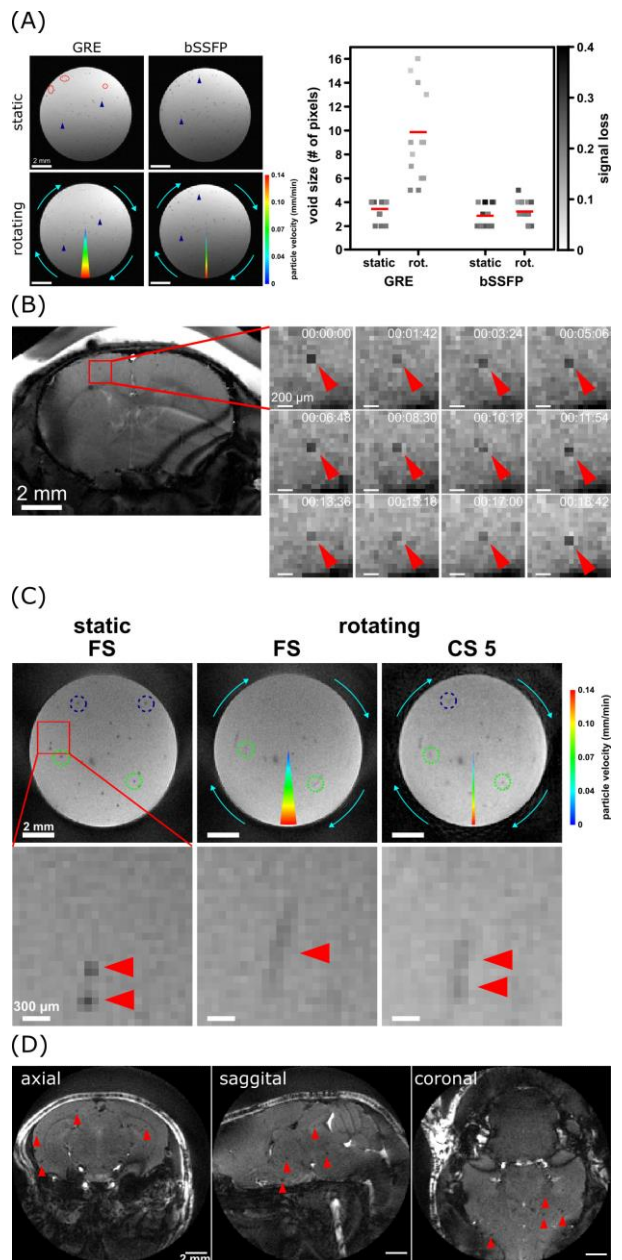 (A)
GRE
bSSFP
static
2 mm
rotating
0.14
0.07
0.04
0
particle velocity (mm/min)
16
14
12
10
8
6
4
2
0
void size (# of pixels)
static
rot.
static
rot.
GRE
bSSFP
0.4
0.3
0.2
0.1
0
signal loss
(B)
2 mm
200 µm
00:00:00
00:01:42
00:03:24
00:05:06
00:06:48
00:08:30
00:10:12
00:11:54
00:13:36
00:15:18
00:17:00
00:18:42
(C)
static
rotating
FS
FS
CS 5
2 mm
0.14
0.10
0.07
0.04
0
particle velocity (mm/min)
300 µm
(D)
axial
saggital
coronal
2 mm